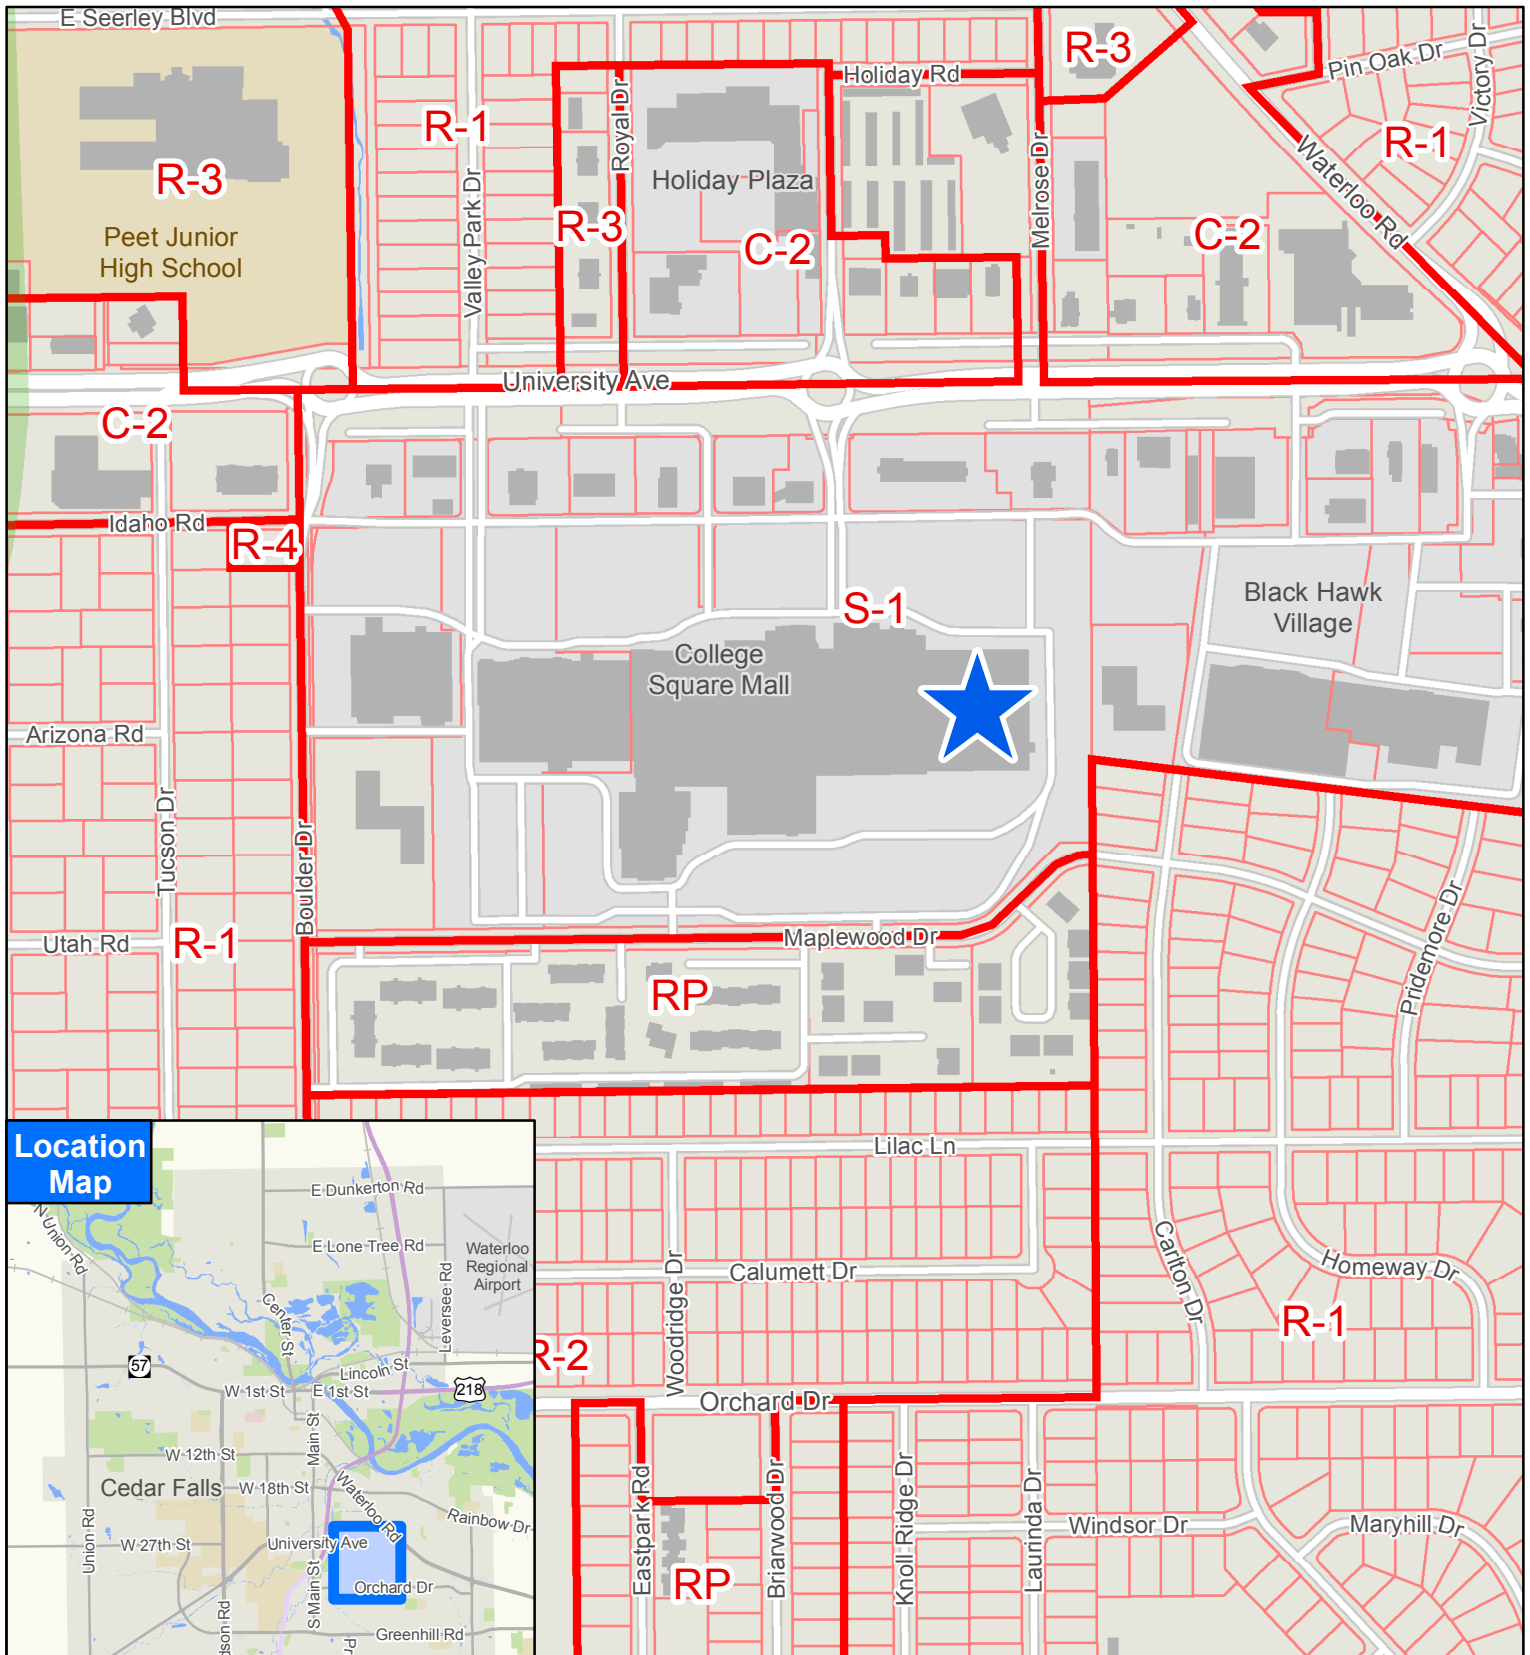 E Seerley Blvd
R-3
Holiday Rd
Pin Oak Dr
Victory Dr
R-1
R-1
Royal Dr
Melrose Dr
Waterloo Rd
R-3
Holiday Plaza
Valley Park Dr
R-3
C-2
C-2
Peet Junior
High School
University Ave
C-2
Idaho Rd
R-4
S-1
Black Hawk
Village
College
Square Mall
Arizona Rd
Tucson Dr
Boulder Dr
Utah Rd
R-1
Maplewood Dr
Pridemore Dr
RP
Location
Map
Lilac Ln
Carlton Dr
Woodridge Dr
Calumett Dr
Homeway Dr
R-1
R-2
Orchard Dr
Eastpark Rd
Briarwood Dr
Knoll Ridge Dr
Laurinda Dr
Windsor Dr
Maryhill Dr
RP
N Union Rd
E Dunkerton Rd
E Lone Tree Rd
Waterloo
Regional
Airport
Leversee Rd
Center St
57
Lincoln St
W 1st St
E 1st St
218
Main St
W 12th St
Cedar Falls
W 18th St
Waterloo Rd
Rainbow Dr
Union Rd
W 27th St
University Ave
S Main St
Orchard Dr
Greenhill Rd
dson Rd
Pr